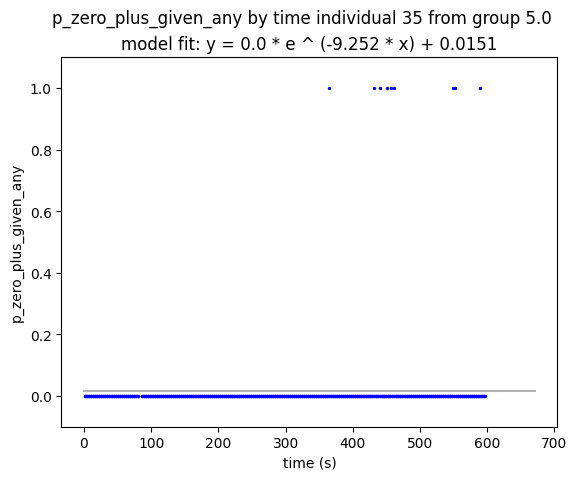 p_zero_plus_given_any by time individual 35 from group 5.0
model fit: y = 0.0 * e ^ (-9.252 * x) + 0.0151
1.0
0.8
0.6
0.4
0.2
0.0
p_zero_plus_given_any
0 100 200 300 400 500 600 700
time (s)